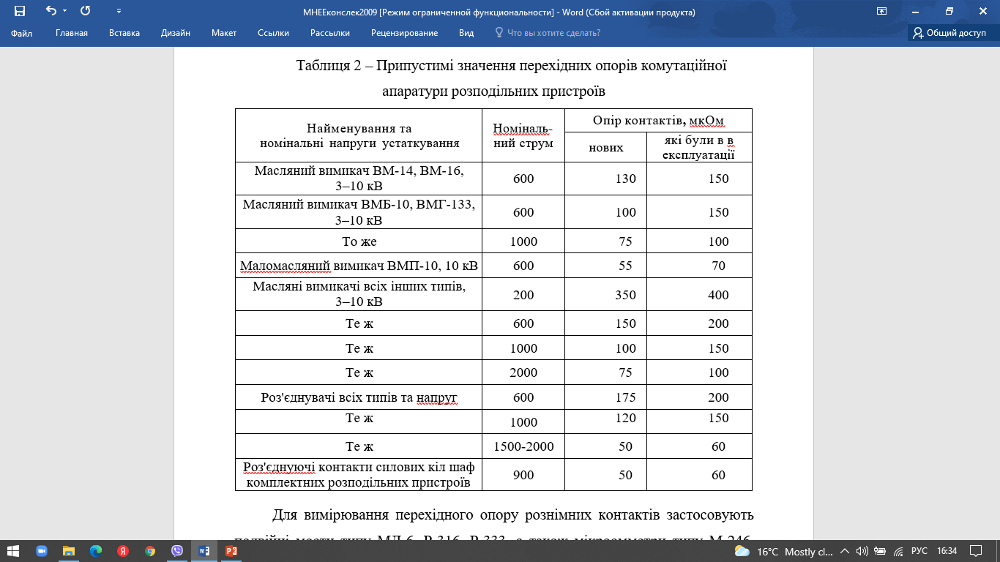 МНЕЕконслек2009 [Режим ограниченной функциональности] - Word (Сбой активации продукта)
Файл Главная Вставка Дизайн Макет Ссылки Рассылки Рецензирование Вид Что вы хотите сделать? Общий доступ
Таблиця 2 – Припустимі значення перехідних опорів комутаційної
апаратури розподільних пристроїв
Найменування та
номінальні напруги устаткування
Номіналь-
ний струм
Опір контактів, мкОм
нових
які були в в
експлуатації
Масляний вимикач ВМ-14, ВМ-16,
3–10 кВ
600 130 150
Масляний вимикач ВМБ-10, ВМГ-133,
3–10 кВ
600 100 150
То же 1000 75 100
Маломасляний вимикач ВМП-10, 10 кВ 600 55 70
Масляні вимикачі всіх інших типів,
3–10 кВ
200 350 400
Те ж 600 150 200
Те ж 1000 100 150
Те ж 2000 75 100
Роз'єднувачі всіх типів та напруг 600 175 200
Те ж 1000 120 150
Те ж 1500-2000 50 60
Роз'єднуючі контакти силових кіл шаф
комплектних розподільних пристроїв
900 50 60
Для вимірювання перехідного опору рознімних контактів застосовують
подвійні мости типу МД-6, Р-316, Р-333, а також мікроомметри типу М-246,
16°C Mostly cl... РУС 16:34